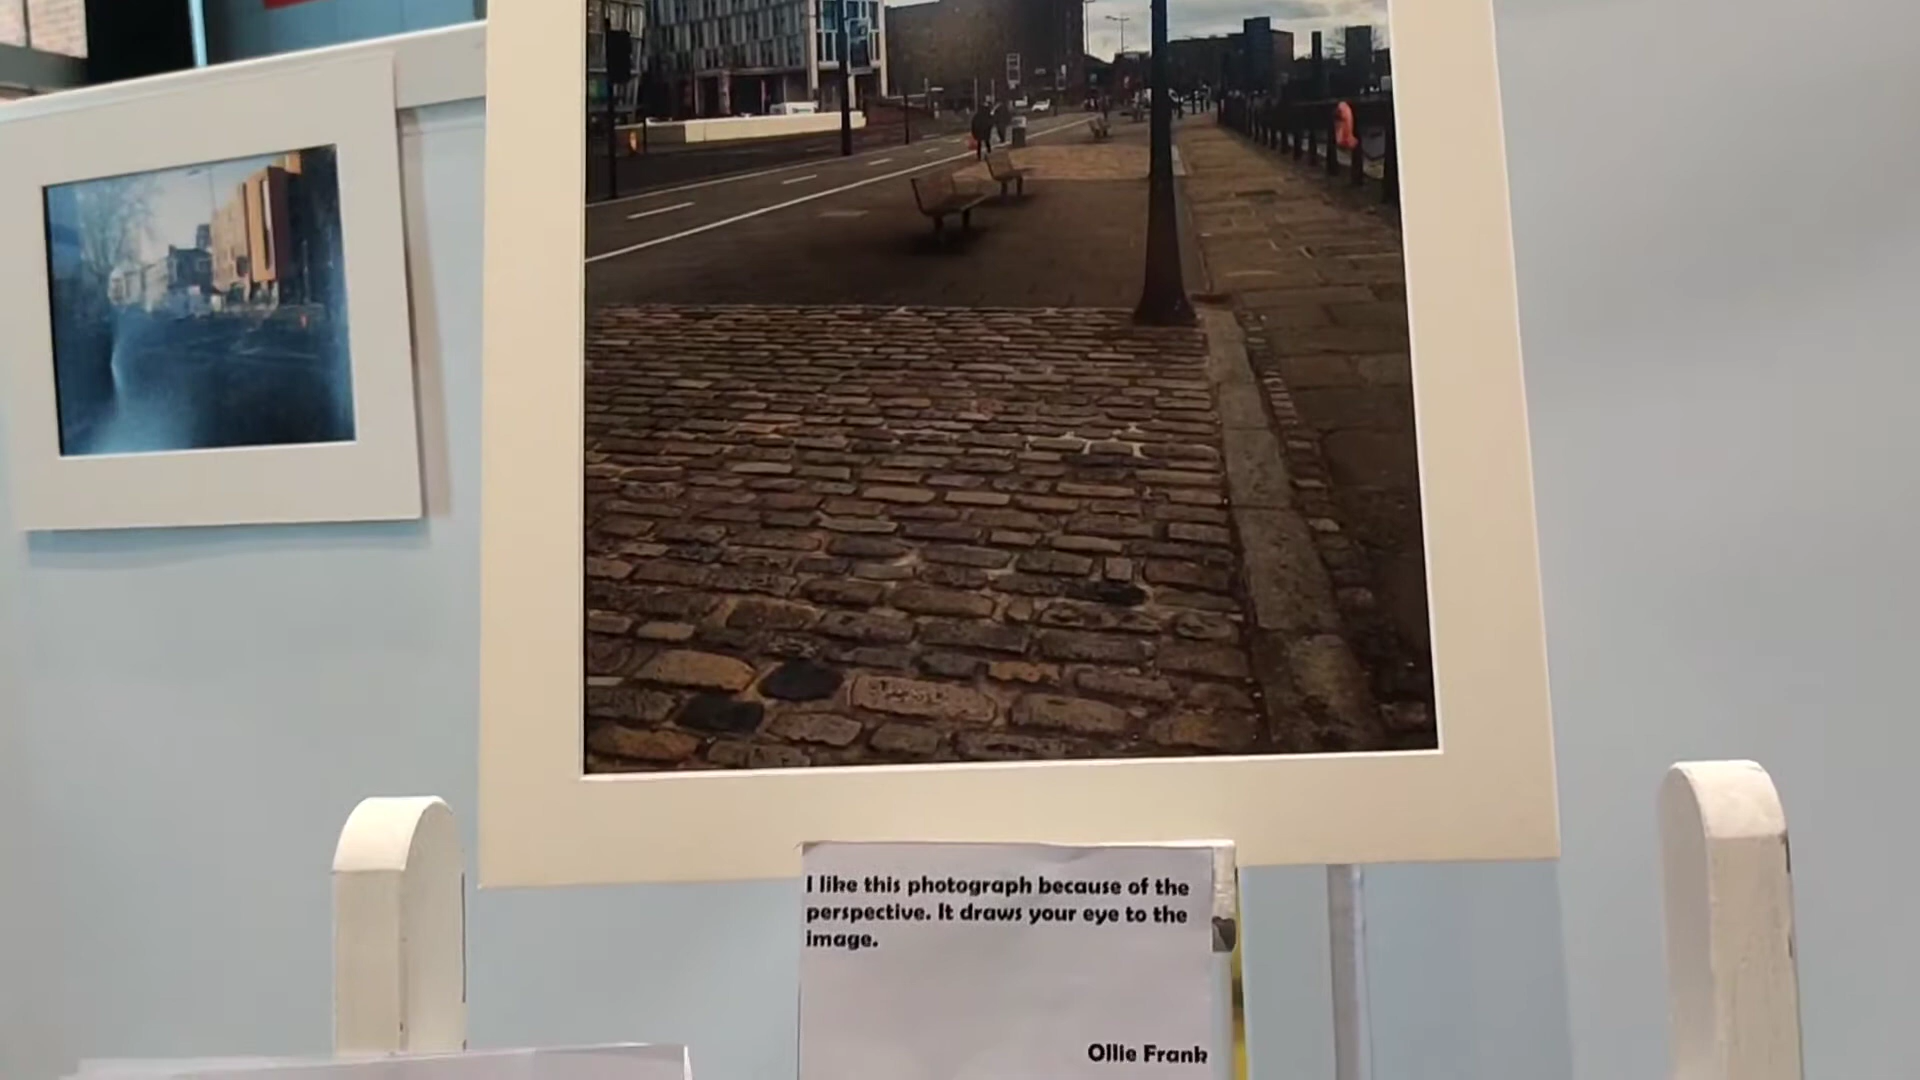 I like this photograph because of the
perspective. It draws your eye to the
image.
Ollie Frank